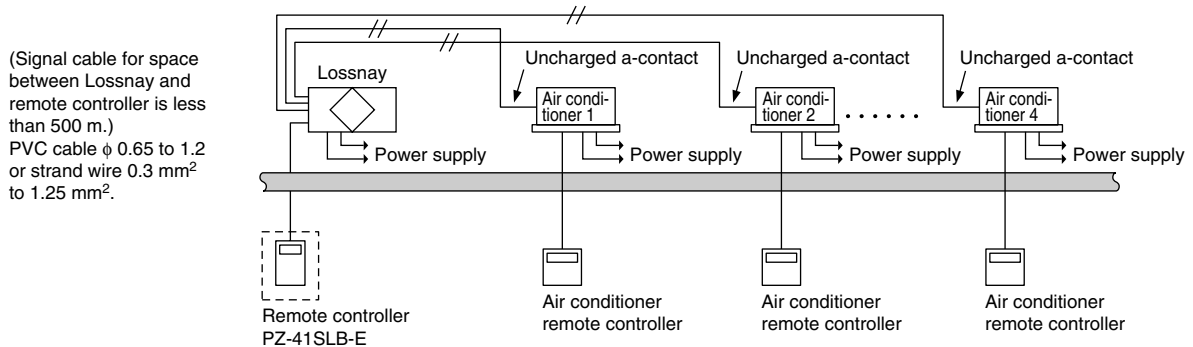 (Signal cable for space
between Lossnay and
remote controller is less
than 500 m.)
PVC cable ϕ 0.65 to 1.2
or strand wire 0.3 mm²
to 1.25 mm².
Lossnay
Power supply
Uncharged a-contact
Air condi-
tioner 1
Power supply
Uncharged a-contact
Air condi-
tioner 2
Power supply
Uncharged a-contact
Air condi-
tioner 4
Power supply
Remote controller
PZ-41SLB-E
Air conditioner
remote controller
Air conditioner
remote controller
Air conditioner
remote controller